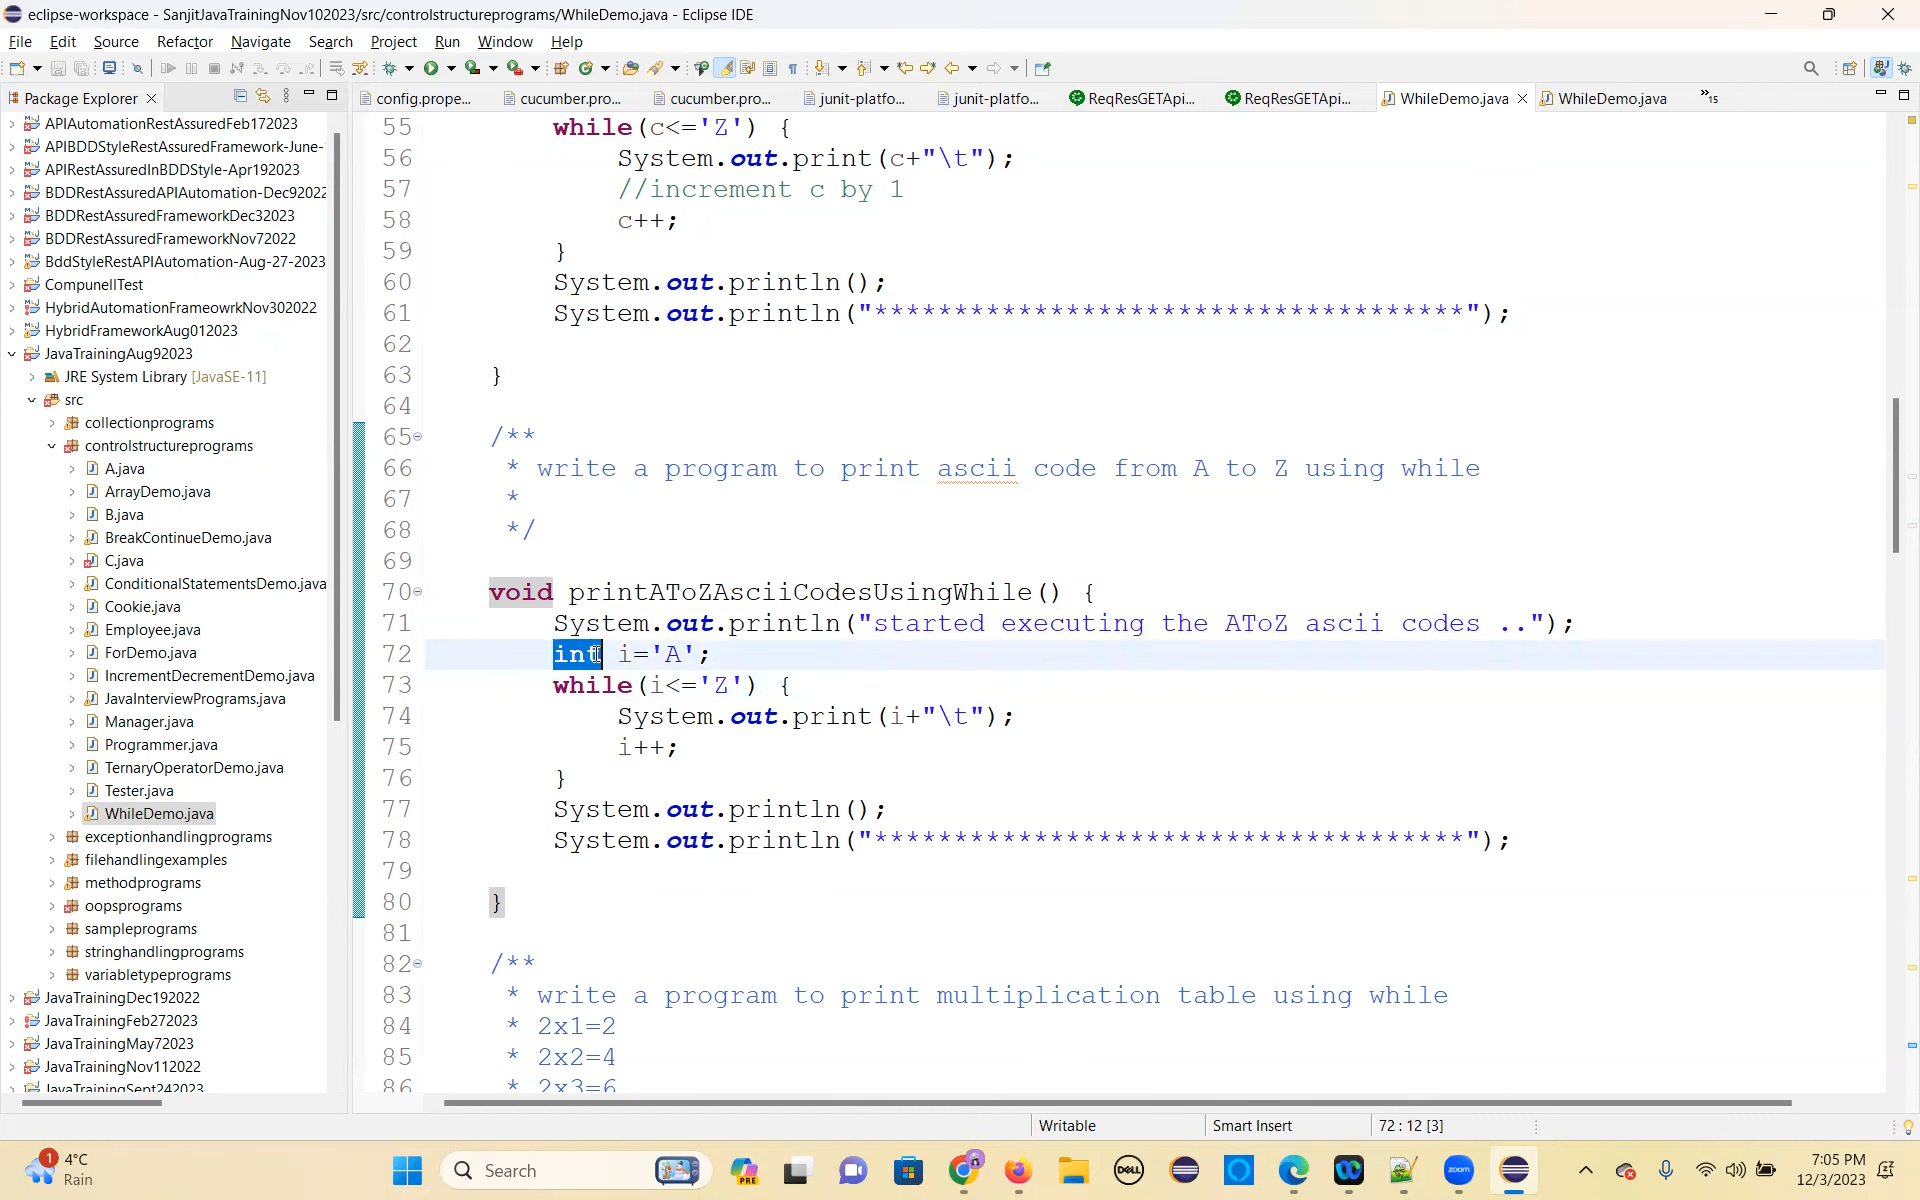 eclipse-workspace - SanjitJavaTrainingNov102023/src/controlstructureprograms/WhileDemo.java - Eclipse IDE
File Edit Source Refactor Navigate Search Project Run Window Help
Package Explorer
config.prope...
cucumber.pro...
cucumber.pro...
junit-platfo...
junit-platfo...
ReqResGETApi...
ReqResGETApi...
WhileDemo.java
WhileDemo.java
15
APIAutomationRestAssuredFeb172023
APIBDDStyleRestAssuredFramework-June-
APIRestAssuredInBDDStyle-Apr192023
BDDRestAssuredAPIAutomation-Dec92022
BDDRestAssuredFrameworkDec32023
BDDRestAssuredFrameworkNov72022
BddStyleRestAPIAutomation-Aug-27-2023
CompunellTest
HybridAutomationFrameowrkNov302022
HybridFrameworkAug012023
JavaTrainingAug92023
JRE System Library [JavaSE-11]
src
collectionprograms
controlstructureprograms
A.java
ArrayDemo.java
B.java
BreakContinueDemo.java
C.java
ConditionalStatementsDemo.java
Cookie.java
Employee.java
ForDemo.java
IncrementDecrementDemo.java
JavaInterviewPrograms.java
Manager.java
Programmer.java
TernaryOperatorDemo.java
Tester.java
WhileDemo.java
exceptionhandlingprograms
filehandlingexamples
methodprograms
oopsprograms
sampleprograms
stringhandlingprograms
variabletypeprograms
JavaTrainingDec192022
JavaTrainingFeb272023
JavaTrainingMay72023
JavaTrainingNov112022
JavaTrainingSept242023
55 while(c<='Z') {
56 System.out.print(c+"\t");
57 //increment c by 1
58 c++;
59 }
60 System.out.println();
61 System.out.println("*************************************");
62
63 }
64
65 /**
66 * write a program to print ascii code from A to Z using while
67 *
68 */
69
70 void printAToZAsciiCodesUsingWhile() {
71 System.out.println("started executing the AToZ ascii codes ..");
72 int i='A';
73 while(i<='Z') {
74 System.out.print(i+"\t");
75 i++;
76 }
77 System.out.println();
78 System.out.println("*************************************");
79
80 }
81
82 /**
83 * write a program to print multiplication table using while
84 * 2x1=2
85 * 2x2=4
86 * 2x3=6
Writable
Smart Insert
72 : 12 [3]
1
4°C
Rain
Search
PRE
DELL
zoom
7:05 PM
12/3/2023